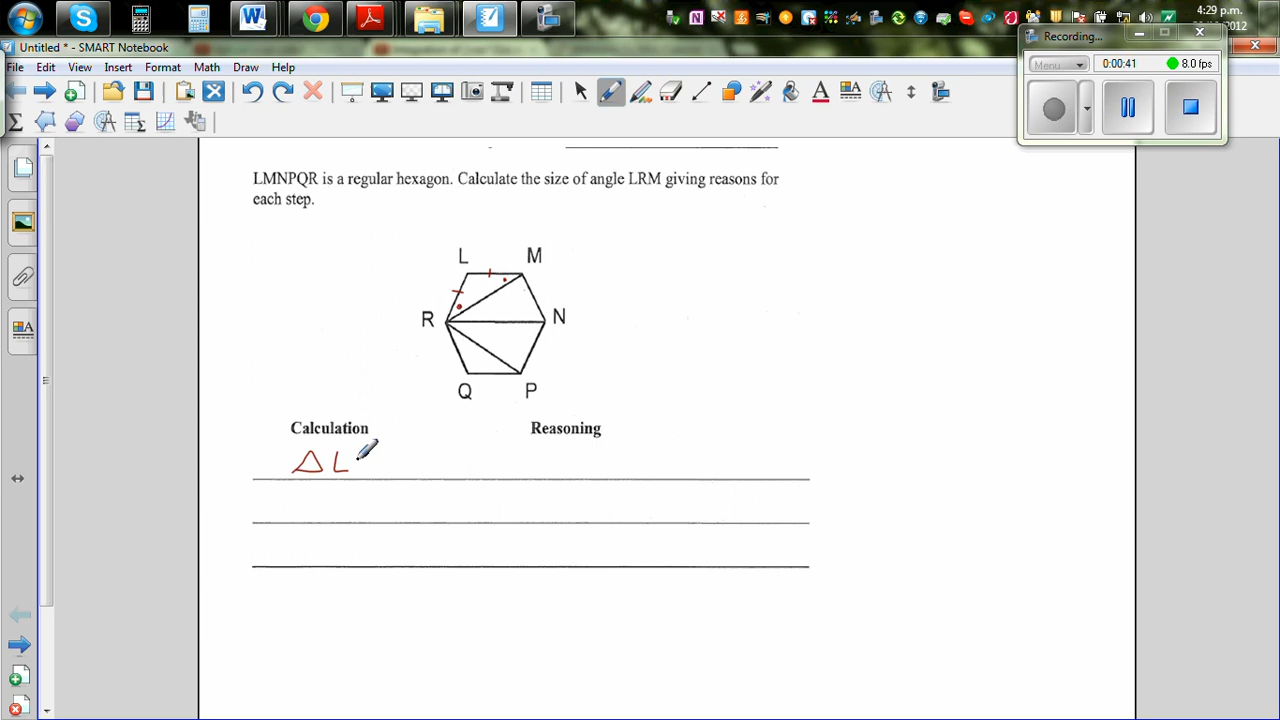 4:29 p.m.
2012
Untitled * - SMART Notebook
Recording...
File Edit View Insert Format Math Draw Help
Menu 0:00:41 8.0 fps
LMNPQR is a regular hexagon. Calculate the size of angle LRM giving reasons for
each step.
L M
R N
Q P
Calculation Reasoning
Δ L